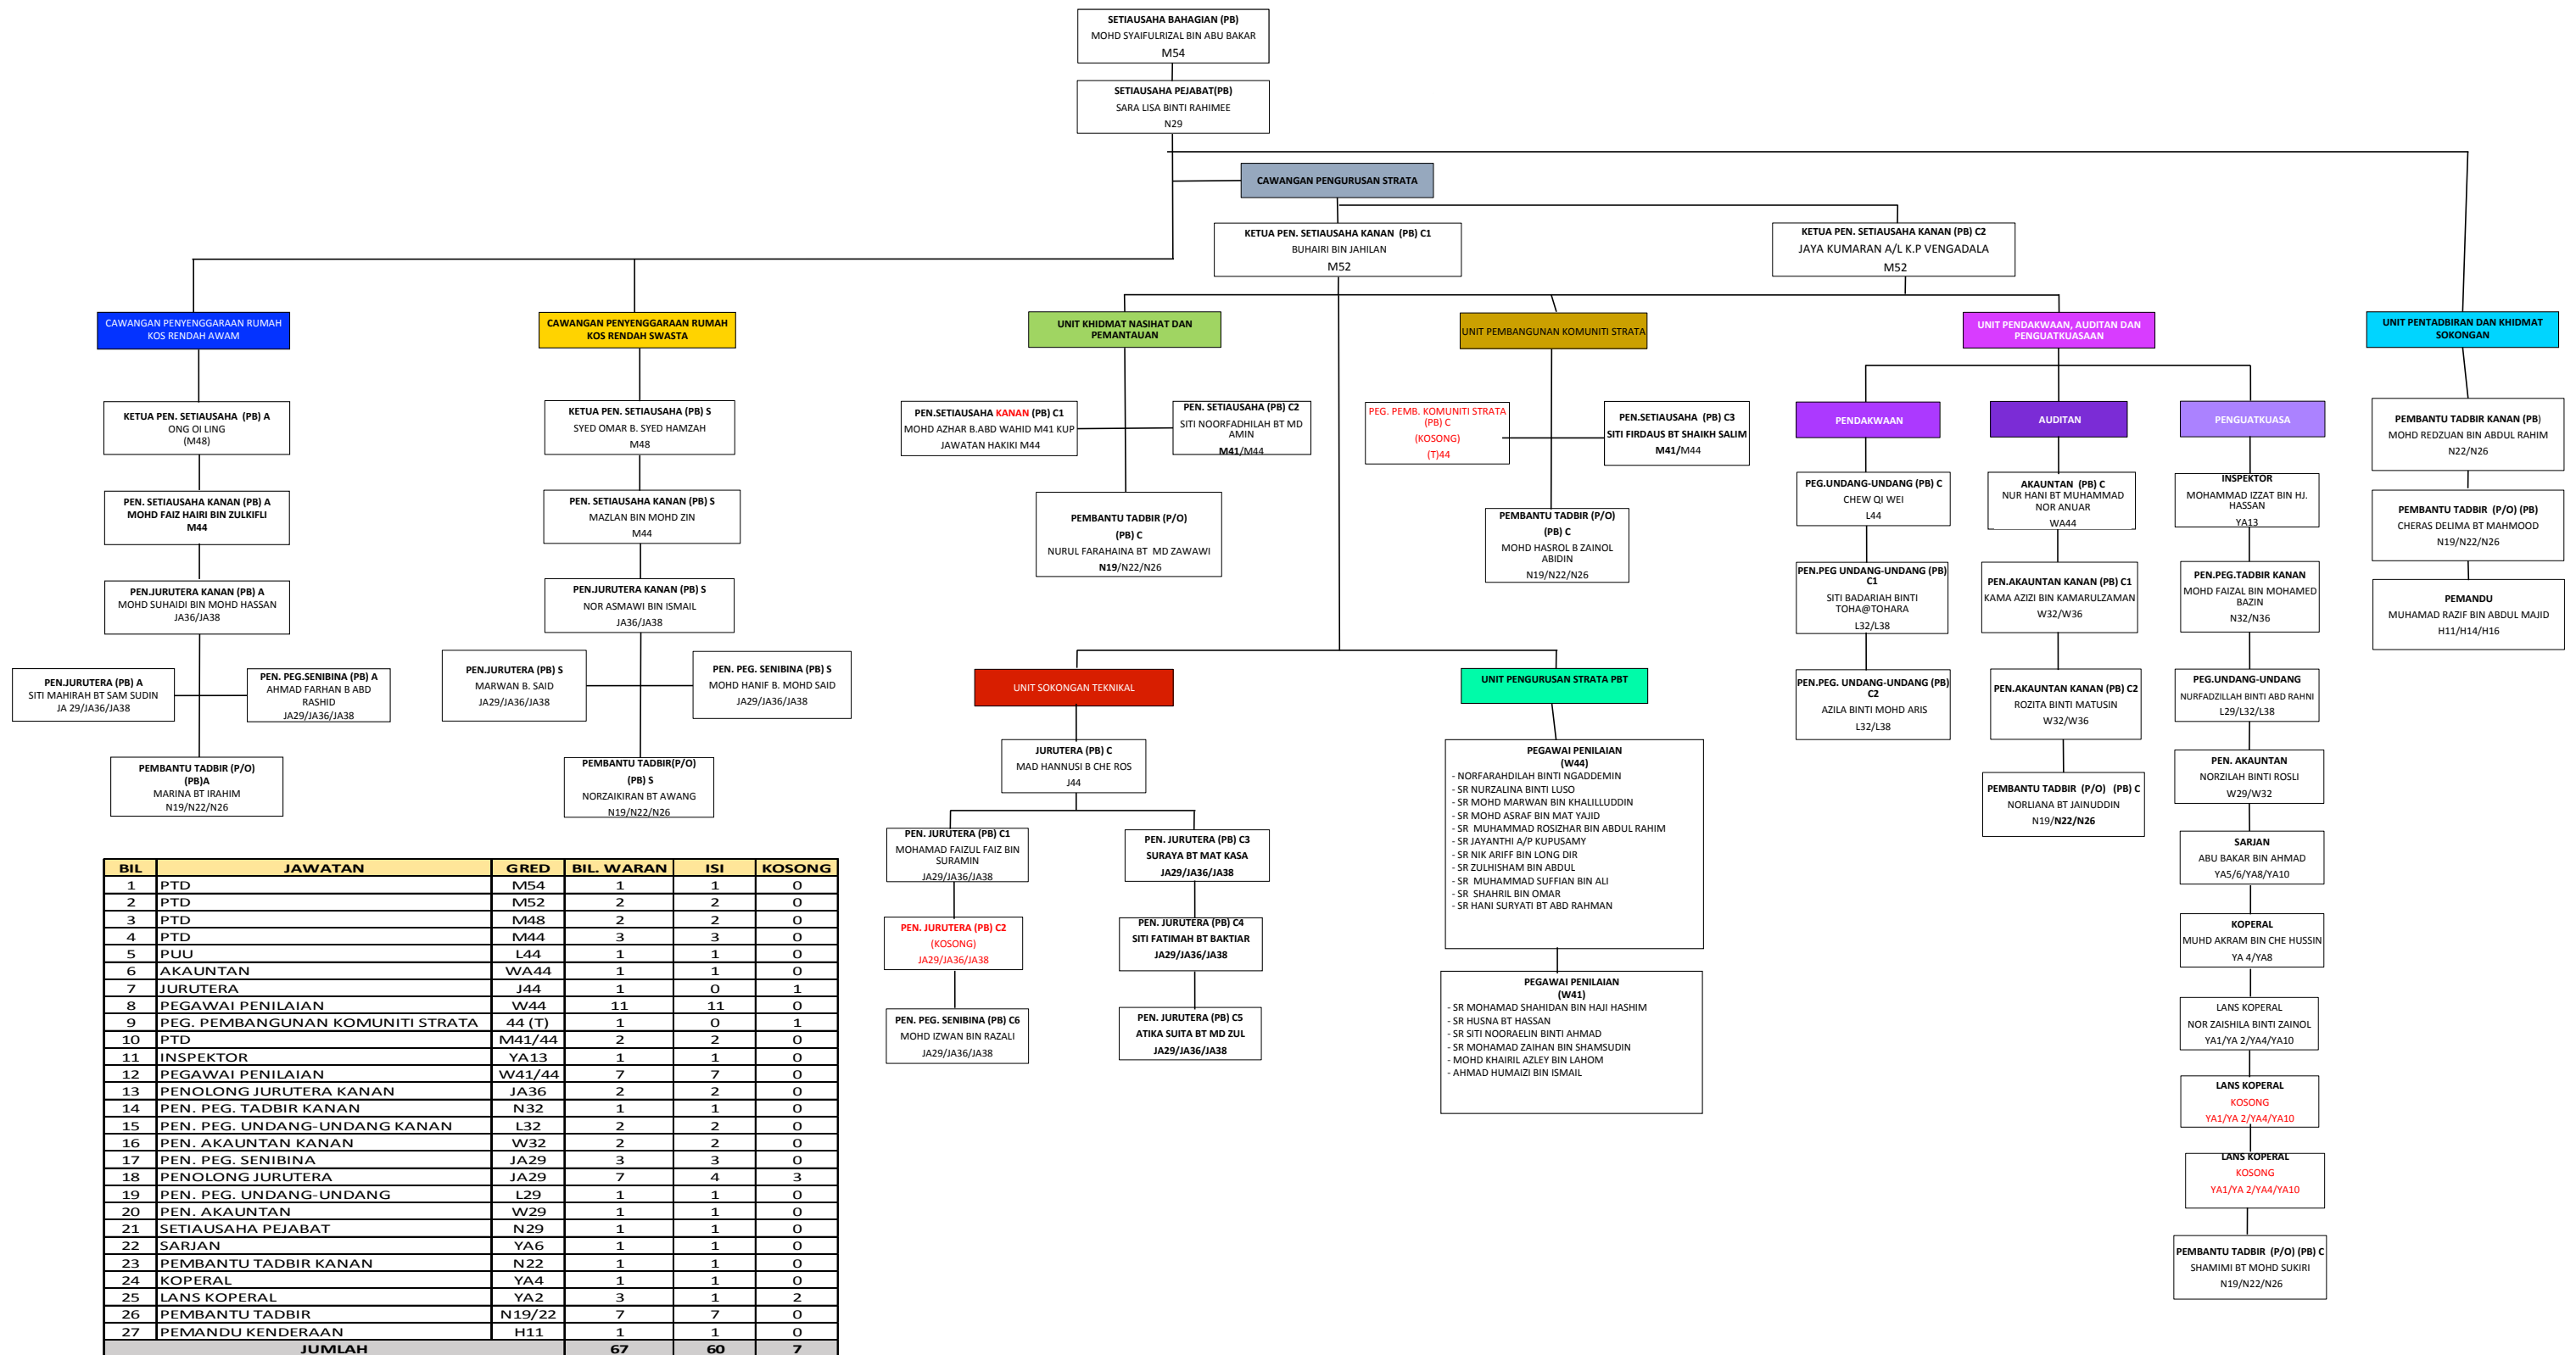 SETIAUSAHA BAHAGIAN (PB)
MOHD SYAIFULRIZAL BIN ABU BAKAR
M54
SETIAUSAHA PEJABAT(PB)
SARA LISA BINTI RAHIMEE
N29
CAWANGAN PENGURUSAN STRATA
KETUA PEN. SETIAUSAHA KANAN (PB) C1
BUHAIRI BIN JAHILAN
M52
KETUA PEN. SETIAUSAHA KANAN (PB) C2
JAYA KUMARAN A/L K.P VENGADALA
M52
CAWANGAN PENYENGGARAAN RUMAH
KOS RENDAH AWAM
KETUA PEN. SETIAUSAHA (PB) A
ONG OI LING
(M48)
PEN. SETIAUSAHA KANAN (PB) A
MOHD FAIZ HAIRI BIN ZULKIFLI
M44
PEN.JURUTERA KANAN (PB) A
MOHD SUHAIDI BIN MOHD HASSAN
JA36/JA38
PEN.JURUTERA (PB) A
SITI MAHIRAH BT SAM SUDIN
JA 29/JA36/JA38
PEN. PEG.SENIBINA (PB) A
AHMAD FARHAN B ABD
RASHID
JA29/JA36/JA38
PEMBANTU TADBIR (P/O)
(PB)A
MARINA BT IRAHIM
N19/N22/N26
CAWANGAN PENYENGGARAAN RUMAH
KOS RENDAH SWASTA
KETUA PEN. SETIAUSAHA (PB) S
SYED OMAR B. SYED HAMZAH
M48
PEN. SETIAUSAHA KANAN (PB) S
MAZLAN BIN MOHD ZIN
M44
PEN.JURUTERA KANAN (PB) S
NOR ASMAWI BIN ISMAIL
JA36/JA38
PEN.JURUTERA (PB) S
MARWAN B. SAID
JA29/JA36/JA38
PEN. PEG. SENIBINA (PB) S
MOHD HANIF B. MOHD SAID
JA29/JA36/JA38
PEMBANTU TADBIR(P/O)
(PB) S
NORZAIKIRAN BT AWANG
N19/N22/N26
UNIT KHIDMAT NASIHAT DAN
PEMANTAUAN
PEN.SETIAUSAHA KANAN (PB) C1
MOHD AZHAR B.ABD WAHID M41 KUP
JAWATAN HAKIKI M44
PEN. SETIAUSAHA (PB) C2
SITI NOORFADHILAH BT MD
AMIN
M41/M44
PEMBANTU TADBIR (P/O)
(PB) C
NURUL FARAHAINA BT MD ZAWAWI
N19/N22/N26
UNIT PEMBANGUNAN KOMUNITI STRATA
PEG. PEMB. KOMUNITI STRATA
(PB) C
(KOSONG)
(T)44
PEN.SETIAUSAHA (PB) C3
SITI FIRDAUS BT SHAIKH SALIM
M41/M44
PEMBANTU TADBIR (P/O)
(PB) C
MOHD HASROL B ZAINOL
ABIDIN
N19/N22/N26
UNIT PENDAKWAAN, AUDITAN DAN
PENGUATKUASAAN
PENDAKWAAN
PEG.UNDANG-UNDANG (PB) C
CHEW QI WEI
L44
PEN.PEG UNDANG-UNDANG (PB)
C1
SITI BADARIAH BINTI
TOHA@TOHARA
L32/L38
PEN.PEG. UNDANG-UNDANG (PB)
C2
AZILA BINTI MOHD ARIS
L32/L38
AUDITAN
AKAUNTAN (PB) C
NUR HANI BT MUHAMMAD
NOR ANUAR
WA44
PEN.AKAUNTAN KANAN (PB) C1
KAMA AZIZI BIN KAMARULZAMAN
W32/W36
PEN.AKAUNTAN KANAN (PB) C2
ROZITA BINTI MATUSIN
W32/W36
PEMBANTU TADBIR (P/O) (PB) C
NORLIANA BT JAINUDDIN
N19/N22/N26
PENGUATKUASA
INSPEKTOR
MOHAMMAD IZZAT BIN HJ.
HASSAN
YA13
PEN.PEG.TADBIR KANAN
MOHD FAIZAL BIN MOHAMED
BAZIN
N32/N36
PEG.UNDANG-UNDANG
NURFADZILLAH BINTI ABD RAHNI
L29/L32/L38
PEN. AKAUNTAN
NORZILAH BINTI ROSLI
W29/W32
SARJAN
ABU BAKAR BIN AHMAD
YA5/6/YA8/YA10
KOPERAL
MUHD AKRAM BIN CHE HUSSIN
YA 4/YA8
LANS KOPERAL
NOR ZAISHILA BINTI ZAINOL
YA1/YA 2/YA4/YA10
LANS KOPERAL
KOSONG
YA1/YA 2/YA4/YA10
LANS KOPERAL
KOSONG
YA1/YA 2/YA4/YA10
PEMBANTU TADBIR (P/O) (PB) C
SHAMIMI BT MOHD SUKIRI
N19/N22/N26
UNIT PENTADBIRAN DAN KHIDMAT
SOKONGAN
PEMBANTU TADBIR KANAN (PB)
MOHD REDZUAN BIN ABDUL RAHIM
N22/N26
PEMBANTU TADBIR (P/O) (PB)
CHERAS DELIMA BT MAHMOOD
N19/N22/N26
PEMANDU
MUHAMAD RAZIF BIN ABDUL MAJID
H11/H14/H16
UNIT SOKONGAN TEKNIKAL
JURUTERA (PB) C
MAD HANNUSI B CHE ROS
J44
PEN. JURUTERA (PB) C1
MOHAMAD FAIZUL FAIZ BIN
SURAMIN
JA29/JA36/JA38
PEN. JURUTERA (PB) C2
(KOSONG)
JA29/JA36/JA38
PEN. PEG. SENIBINA (PB) C6
MOHD IZWAN BIN RAZALI
JA29/JA36/JA38
PEN. JURUTERA (PB) C3
SURAYA BT MAT KASA
JA29/JA36/JA38
PEN. JURUTERA (PB) C4
SITI FATIMAH BT BAKTIAR
JA29/JA36/JA38
PEN. JURUTERA (PB) C5
ATIKA SUITA BT MD ZUL
JA29/JA36/JA38
UNIT PENGURUSAN STRATA PBT
PEGAWAI PENILAIAN
(W44)
- NORFARAHDILAH BINTI NGADDEMIN
- SR NURZALINA BINTI LUSO
- SR MOHD MARWAN BIN KHALILLUDDIN
- SR MOHD ASRAF BIN MAT YAJID
- SR MUHAMMAD ROSIZHAR BIN ABDUL RAHIM
- SR JAYANTHI A/P KUPUSAMY
- SR NIK ARIFF BIN LONG DIR
- SR ZULHISHAM BIN ABDUL
- SR MUHAMMAD SUFFIAN BIN ALI
- SR SHAHRIL BIN OMAR
- SR HANI SURYATI BT ABD RAHMAN
PEGAWAI PENILAIAN
(W41)
- SR MOHAMAD SHAHIDAN BIN HAJI HASHIM
- SR HUSNA BT HASSAN
- SR SITI NOORAELIN BINTI AHMAD
- SR MOHAMAD ZAIHAN BIN SHAMSUDIN
- MOHD KHAIRIL AZLEY BIN LAHOM
- AHMAD HUMAIZI BIN ISMAIL
BIL JAWATAN GRED BIL. WARAN ISI KOSONG
1 PTD M54 1 1 0
2 PTD M52 2 2 0
3 PTD M48 2 2 0
4 PTD M44 3 3 0
5 PUU L44 1 1 0
6 AKAUNTAN WA44 1 1 0
7 JURUTERA J44 1 0 1
8 PEGAWAI PENILAIAN W44 11 11 0
9 PEG. PEMBANGUNAN KOMUNITI STRATA 44 (T) 1 0 1
10 PTD M41/44 2 2 0
11 INSPEKTOR YA13 1 1 0
12 PEGAWAI PENILAIAN W41/44 7 7 0
13 PENOLONG JURUTERA KANAN JA36 2 2 0
14 PEN. PEG. TADBIR KANAN N32 1 1 0
15 PEN. PEG. UNDANG-UNDANG KANAN L32 2 2 0
16 PEN. AKAUNTAN KANAN W32 2 2 0
17 PEN. PEG. SENIBINA JA29 3 3 0
18 PENOLONG JURUTERA JA29 7 4 3
19 PEN. PEG. UNDANG-UNDANG L29 1 1 0
20 PEN. AKAUNTAN W29 1 1 0
21 SETIAUSAHA PEJABAT N29 1 1 0
22 SARJAN YA6 1 1 0
23 PEMBANTU TADBIR KANAN N22 1 1 0
24 KOPERAL YA4 1 1 0
25 LANS KOPERAL YA2 3 1 2
26 PEMBANTU TADBIR N19/22 7 7 0
27 PEMANDU KENDERAAN H11 1 1 0
JUMLAH 67 60 7